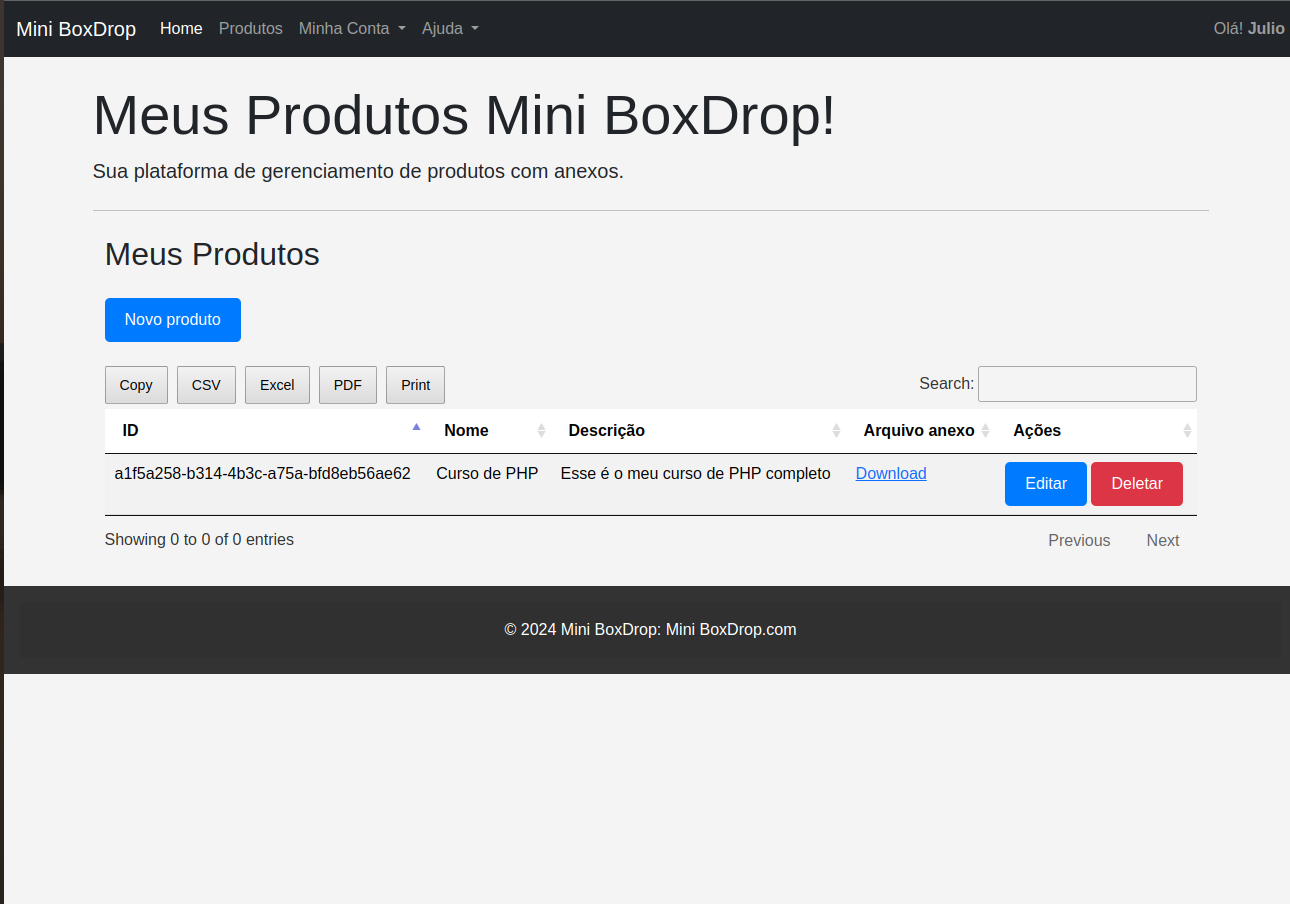 Mini BoxDrop Home Produtos Minha Conta Ajuda Olá! Julio
Meus Produtos Mini BoxDrop!
Sua plataforma de gerenciamento de produtos com anexos.
Meus Produtos
Novo produto
Copy CSV Excel PDF Print Search:
ID Nome Descrição Arquivo anexo Ações
a1f5a258-b314-4b3c-a75a-bfd8eb56ae62 Curso de PHP Esse é o meu curso de PHP completo Download Editar Deletar
Showing 0 to 0 of 0 entries Previous Next
© 2024 Mini BoxDrop: Mini BoxDrop.com